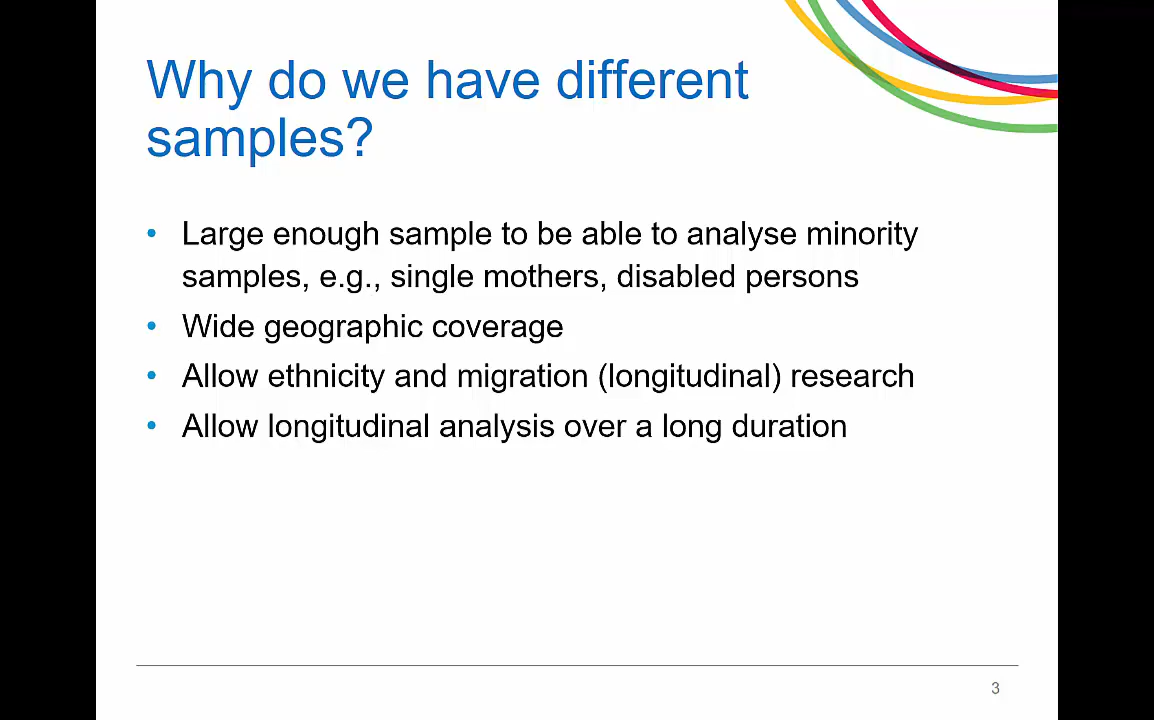 Why do we have different
samples?
• Large enough sample to be able to analyse minority
samples, e.g., single mothers, disabled persons
• Wide geographic coverage
• Allow ethnicity and migration (longitudinal) research
• Allow longitudinal analysis over a long duration
3